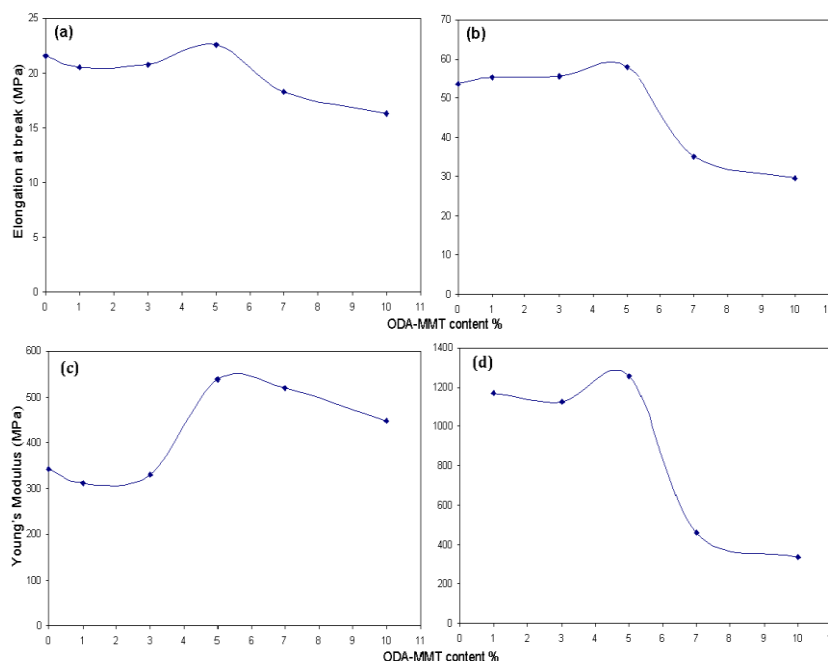 (a)
Elongation at break (MPa)
25
20
15
10
5
0
0 1 2 3 4 5 6 7 8 9 10 11
(b)
70
60
50
40
30
20
10
0
0 1 2 3 4 5 6 7 8 9 10
ODA-MMT content %
(c)
Young's Modulus (MPa)
600
500
400
300
200
100
0
0 1 2 3 4 5 6 7 8 9 10 11
(d)
1400
1200
1000
800
600
400
200
0
0 1 2 3 4 5 6 7 8 9 10
ODA-MMT content %